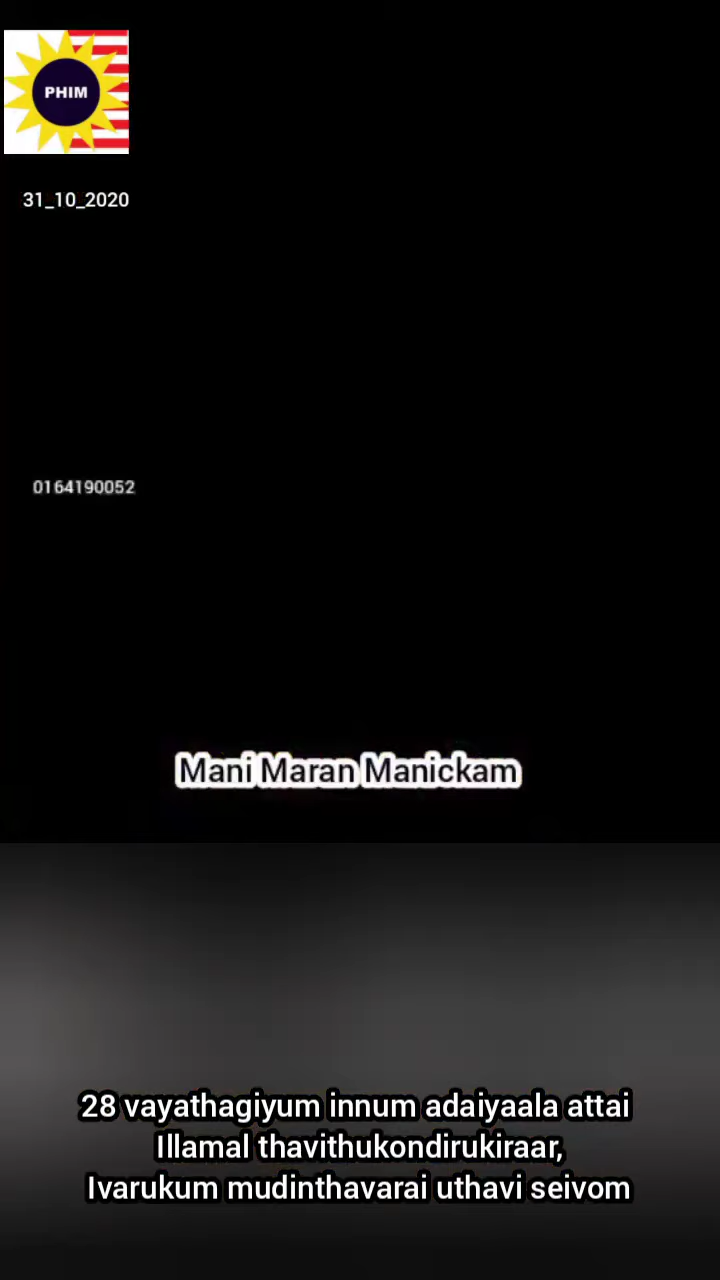 PHIM
31_10_2020
0164190052
Mani Maran Manickam
28 vayathagiyum innum adaiyaala attai
Illamal thavithukondirukiraar,
Ivarukum mudinthavarai uthavi seivom